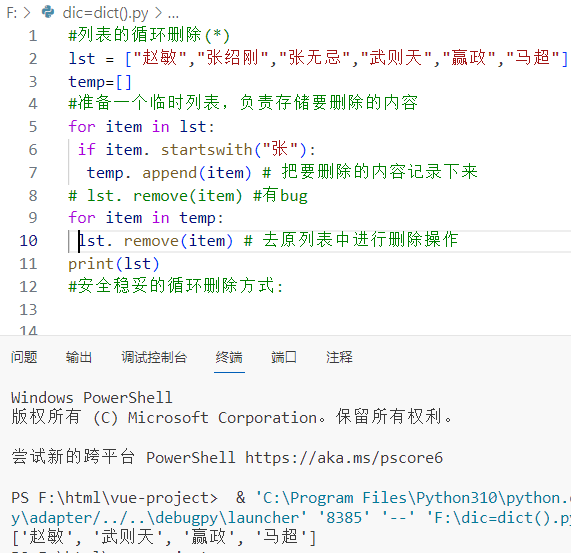 F: > dic=dict().py > ...
1 #列表的循环删除(*)
2 lst = ["赵敏","张绍刚","张无忌","武则天","嬴政","马超"]
3 temp=[]
4 #准备一个临时列表，负责存储要删除的内容
5 for item in lst:
6 if item. startswith("张"):
7 temp. append(item) # 把要删除的内容记录下来
8 # lst. remove(item) #有bug
9 for item in temp:
10 lst. remove(item) # 去原列表中进行删除操作
11 print(lst)
12 #安全稳妥的循环删除方式:
13
14
问题 输出 调试控制台 终端 端口 注释
Windows PowerShell
版权所有 (C) Microsoft Corporation。保留所有权利。
尝试新的跨平台 PowerShell https://aka.ms/pscore6
PS F:\html\vue-project> & 'C:\Program Files\Python310\python.
y\adapter/../..\debugpy\launcher' '8385' '--' 'F:\dic=dict().py
['赵敏', '武则天', '嬴政', '马超']